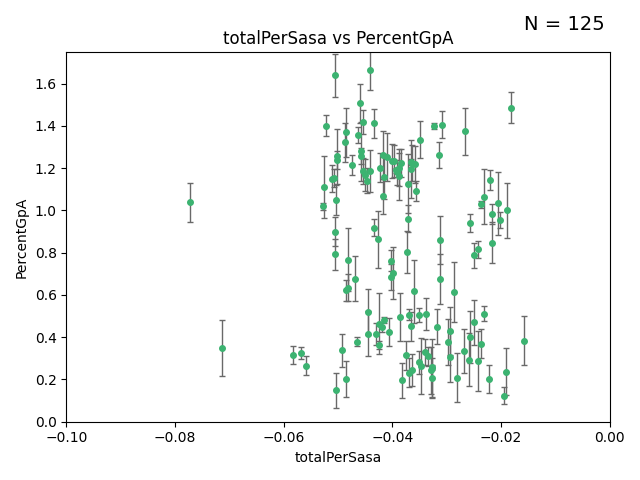 N = 125
totalPerSasa vs PercentGpA
PercentGpA
1.6
1.4
1.2
1.0
0.8
0.6
0.4
0.2
0.0
−0.10 −0.08 −0.06 −0.04 −0.02 0.00
totalPerSasa